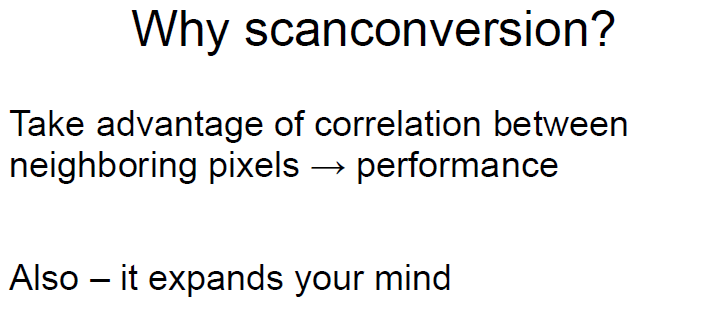 Why scanconversion?
Take advantage of correlation between
neighboring pixels → performance
Also – it expands your mind